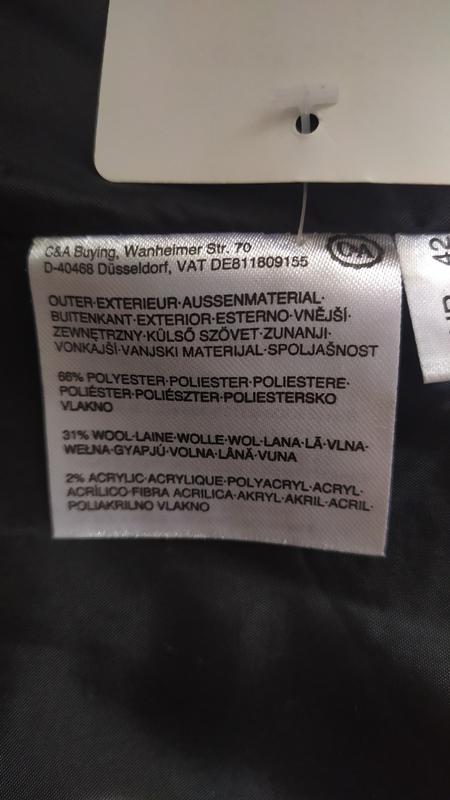 C&A Buying, Wanheimer Str. 70
D-40468 Düsseldorf, VAT DE811809155
C&A
OUTER·EXTERIEUR·AUSSENMATERIAL·
BUITENKANT·EXTERIOR·ESTERNO·VNĚJŠÍ·
ZEWNĘTRZNY·KÜLSŐ SZÖVET·ZUNANJI·
VONKAJŠÍ·VANJSKI MATERIJAL·SPOLJAŠNOST
66% POLYESTER·POLIESTER·POLIESTERE·
POLIÉSTER·POLIÉSZTER·POLIESTERSKO
VLAKNO
31% WOOL·LAINE·WOLLE·WOL·LANA·LÃ·VLNA·
WEŁNA·GYAPJÚ·VOLNA·LÂNĂ·VUNA
2% ACRYLIC·ACRYLIQUE·POLYACRYL·ACRYL·
ACRÍLICO·FIBRA ACRILICA·AKRYL·AKRIL·ACRIL·
POLIAKRILNO VLAKNO
42